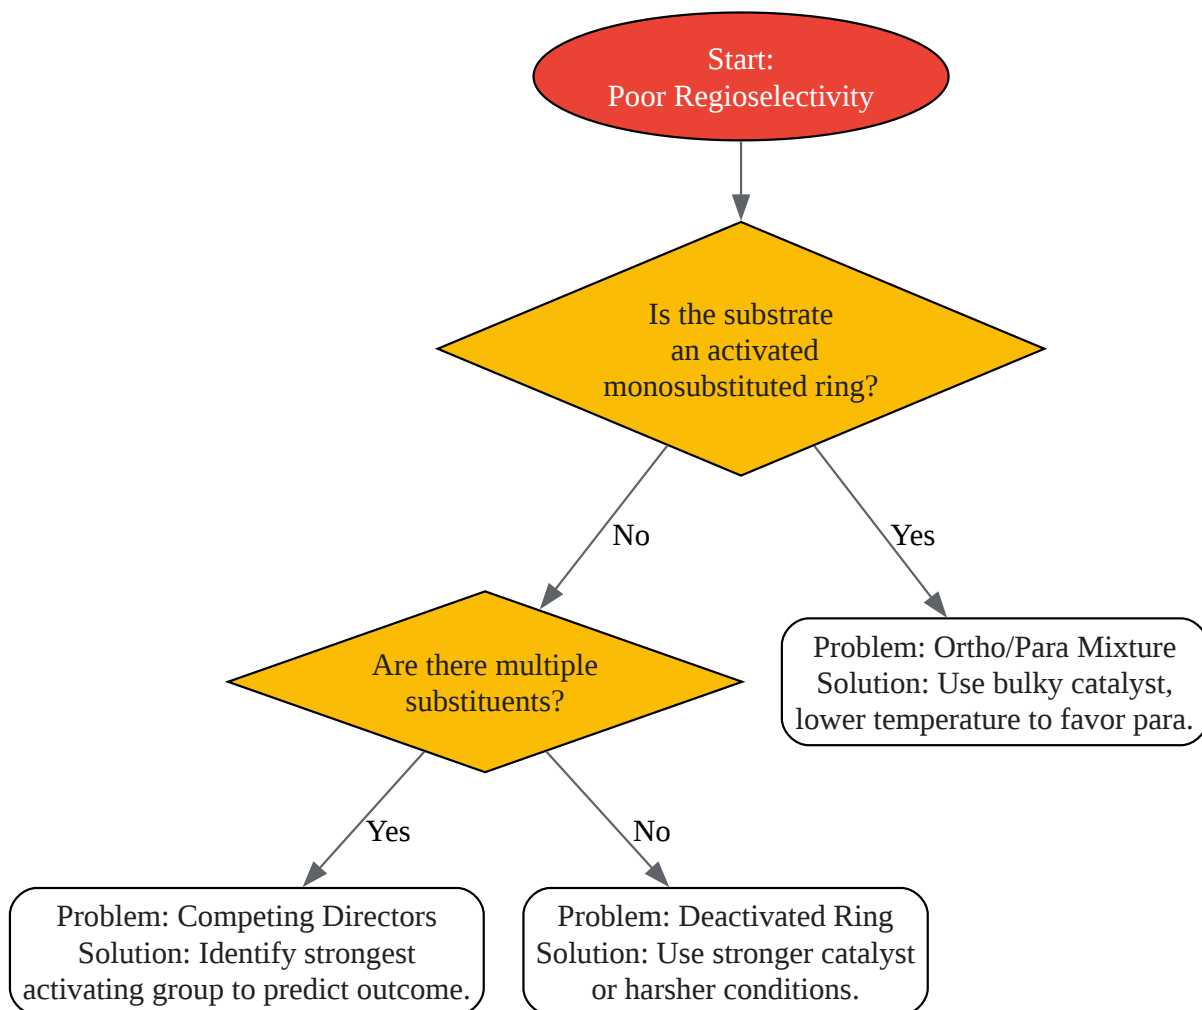 Start:
Poor Regioselectivity
Is the substrate
an activated
monosubstituted ring?
No
Yes
Are there multiple
substituents?
Problem: Ortho/Para Mixture
Solution: Use bulky catalyst,
lower temperature to favor para.
Yes
No
Problem: Competing Directors
Solution: Identify strongest
activating group to predict outcome.
Problem: Deactivated Ring
Solution: Use stronger catalyst
or harsher conditions.